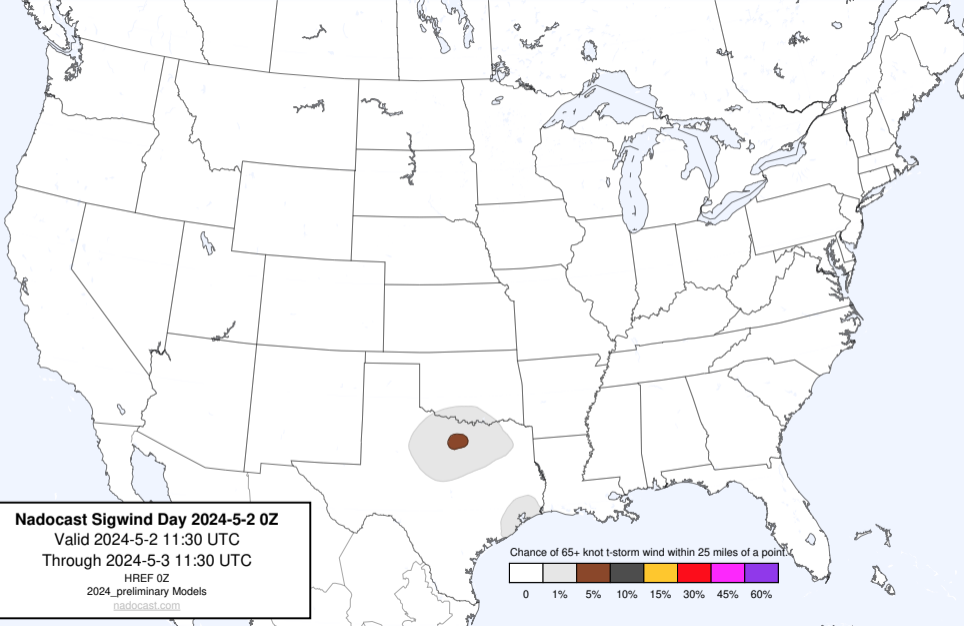 Nadocast Sigwind Day 2024-5-2 0Z
Valid 2024-5-2 11:30 UTC
Through 2024-5-3 11:30 UTC
HREF 0Z
2024_preliminary Models
nadocast.com
Chance of 65+ knot t-storm wind within 25 miles of a point.
0 1% 5% 10% 15% 30% 45% 60%